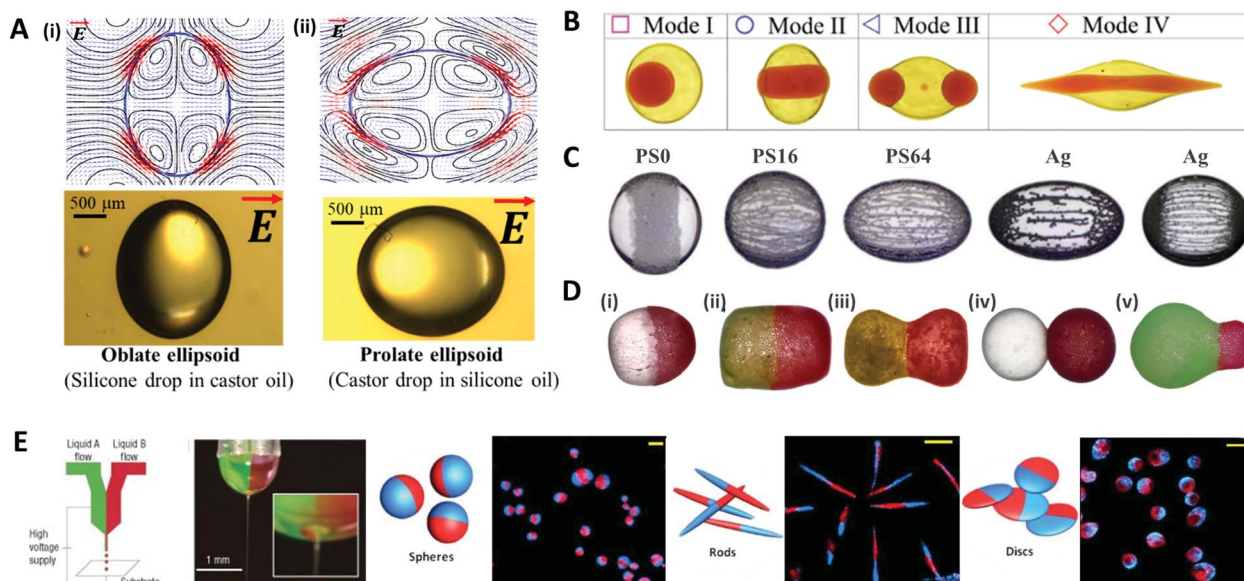 A
(i)
E
(ii)
E
500 μm
E
500 μm
E
Oblate ellipsoid
(Silicone drop in castor oil)
Prolate ellipsoid
(Castor drop in silicone oil)
B
Mode I
Mode II
Mode III
Mode IV
C
PS0
PS16
PS64
Ag
Ag
D
(i)
(ii)
(iii)
(iv)
(v)
E
Liquid A
flow
Liquid B
flow
High
voltage
supply
Substrate
1 mm
Spheres
Rods
Discs